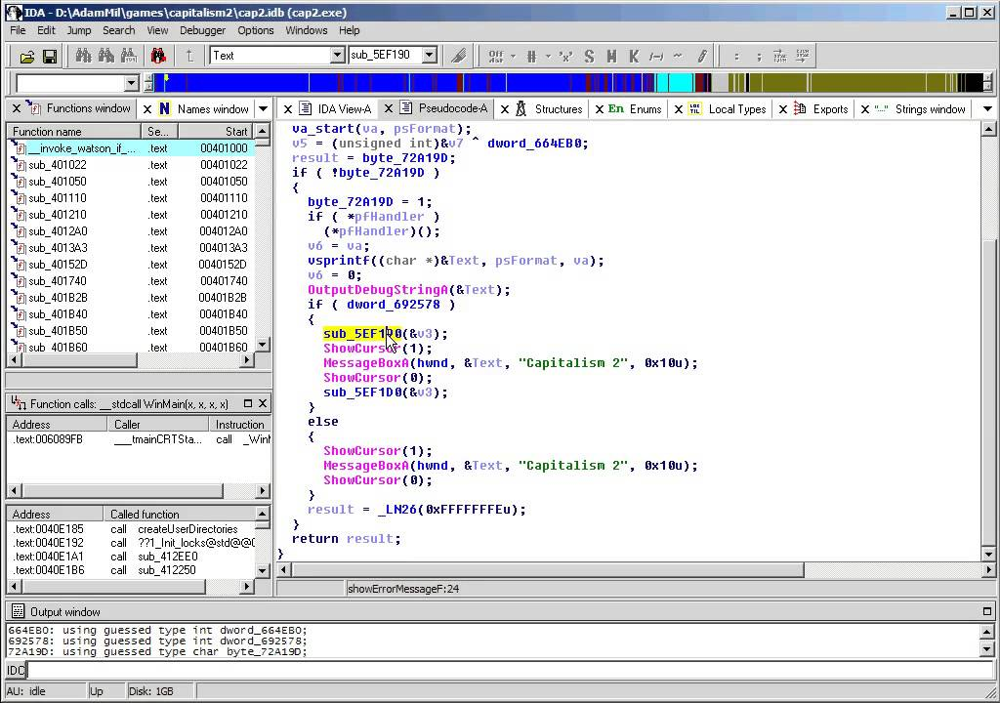 IDA - D:\AdamMil\games\capitalism2\cap2.idb (cap2.exe)
File Edit Jump Search View Debugger Options Windows Help
Text sub_5EF190
Off
dat
Functions window
Names window
IDA View-A
Pseudocode-A
Structures
En Enums
Local Types
Exports
Strings window
Function name Se... Start
__invoke_watson_if_... .text 00401000
sub_401022 .text 00401022
sub_401050 .text 00401050
sub_401110 .text 00401110
sub_401210 .text 00401210
sub_4012A0 .text 004012A0
sub_4013A3 .text 004013A3
sub_40152D .text 0040152D
sub_401740 .text 00401740
sub_401B2B .text 00401B2B
sub_401B40 .text 00401B40
sub_401B50 .text 00401B50
sub_401B60 .text 00401B60
Function calls: __stdcall WinMain(x, x, x, x)
Address Caller Instruction
.text:006089FB ___tmainCRTSta... call _WinM
Address Called function
.text:0040E185 call createUserDirectories
.text:0040E192 call ??1_Init_locks@std@@Q
.text:0040E1A1 call sub_412EE0
.text:0040E1B6 call sub_412250
va_start(va, psFormat);
v5 = (unsigned int)&v7 ^ dword_664EB0;
result = byte_72A19D;
if ( !byte_72A19D )
{
byte_72A19D = 1;
if ( *pfHandler )
(*pfHandler)();
v6 = va;
vsprintf((char *)&Text, psFormat, va);
v6 = 0;
OutputDebugStringA(&Text);
if ( dword_692578 )
{
sub_5EF190(&v3);
ShowCursor(1);
MessageBoxA(hwnd, &Text, "Capitalism 2", 0x10u);
ShowCursor(0);
sub_5EF1D0(&v3);
}
else
{
ShowCursor(1);
MessageBoxA(hwnd, &Text, "Capitalism 2", 0x10u);
ShowCursor(0);
}
result = _LN26(0xFFFFFFFEu);
}
return result;
}
showErrorMessageF:24
Output window
664EB0: using guessed type int dword_664EB0;
692578: using guessed type int dword_692578;
72A19D: using guessed type char byte_72A19D;
IDC
AU: idle Up Disk: 1GB